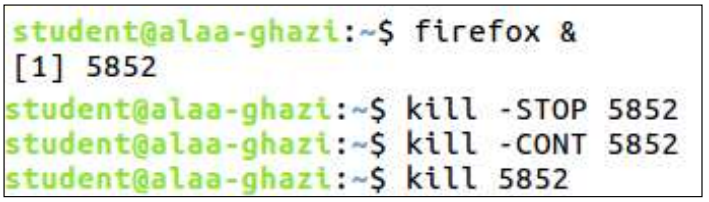 student@alaa-ghazi:~$ firefox &
[1] 5852
student@alaa-ghazi:~$ kill -STOP 5852
student@alaa-ghazi:~$ kill -CONT 5852
student@alaa-ghazi:~$ kill 5852